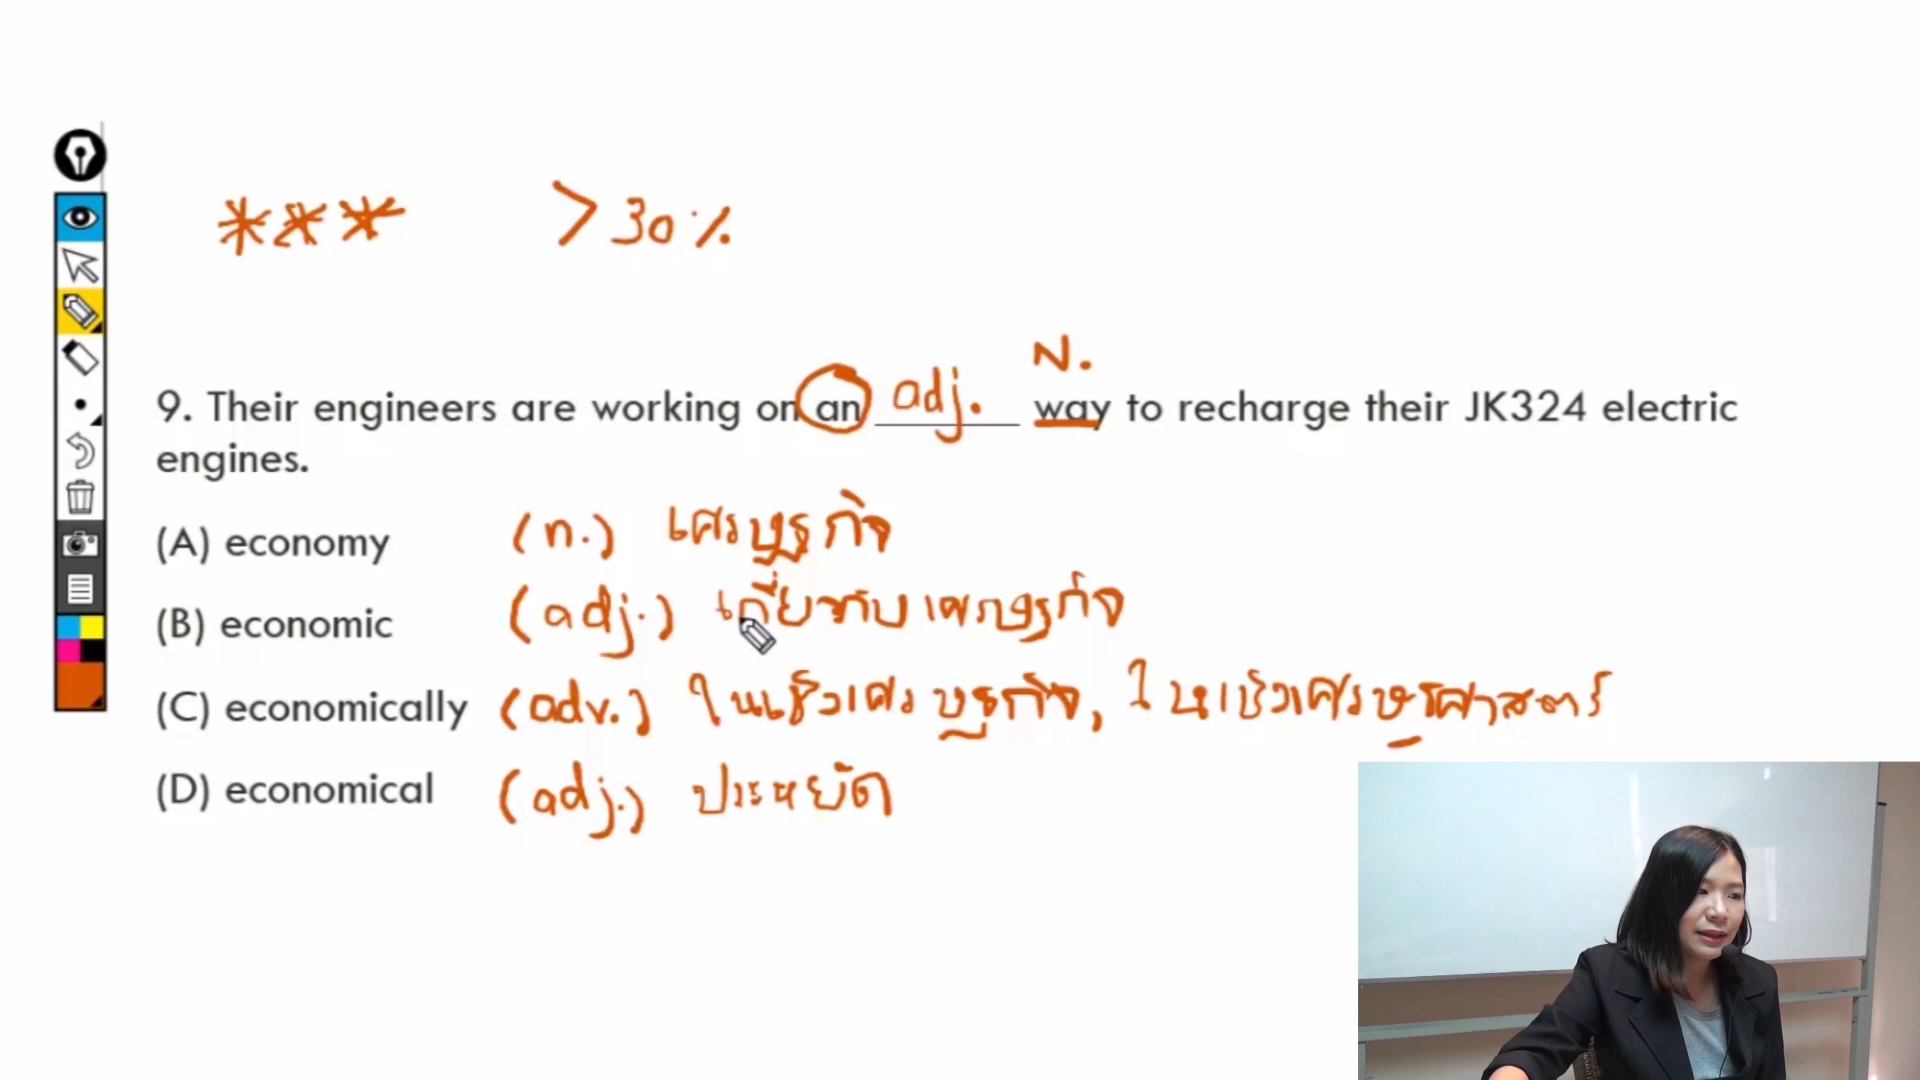 *** >30%
N.
9. Their engineers are working on an adj. way to recharge their JK324 electric
engines.
(A) economy (n.) เศรษฐกิจ
(B) economic (adj.) เกี่ยวกับเศรษฐกิจ
(C) economically (adv.) ในเชิงเศรษฐกิจ, ในเชิงเศรษฐศาสตร์
(D) economical (adj.) ประหยัด